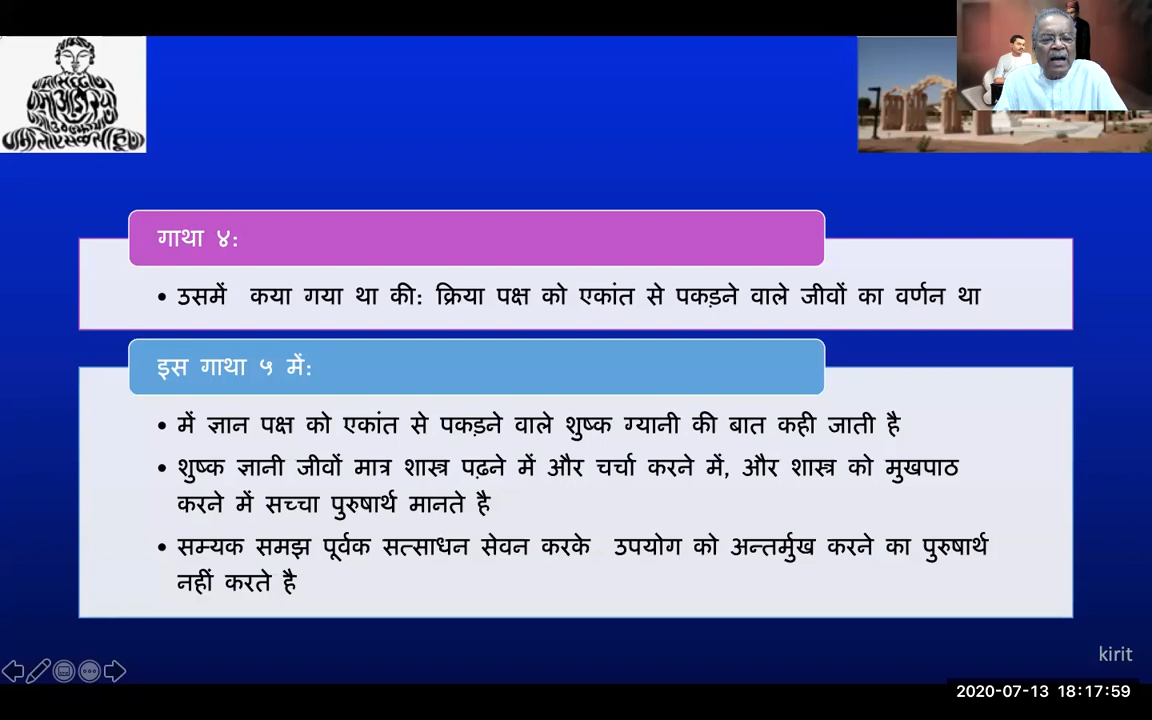 गाथा ४:
• उसमें कया गया था की: क्रिया पक्ष को एकांत से पकड़ने वाले जीवों का वर्णन था
इस गाथा ५ में:
• में ज्ञान पक्ष को एकांत से पकड़ने वाले शुष्क ग्यानी की बात कही जाती है
• शुष्क ज्ञानी जीवों मात्र शास्त्र पढ़ने में और चर्चा करने में, और शास्त्र को मुखपाठ
करने में सच्चा पुरुषार्थ मानते है
• सम्यक समझ पूर्वक सत्साधन सेवन करके उपयोग को अन्तर्मुख करने का पुरुषार्थ
नहीं करते है
kirit
2020-07-13 18:17:59